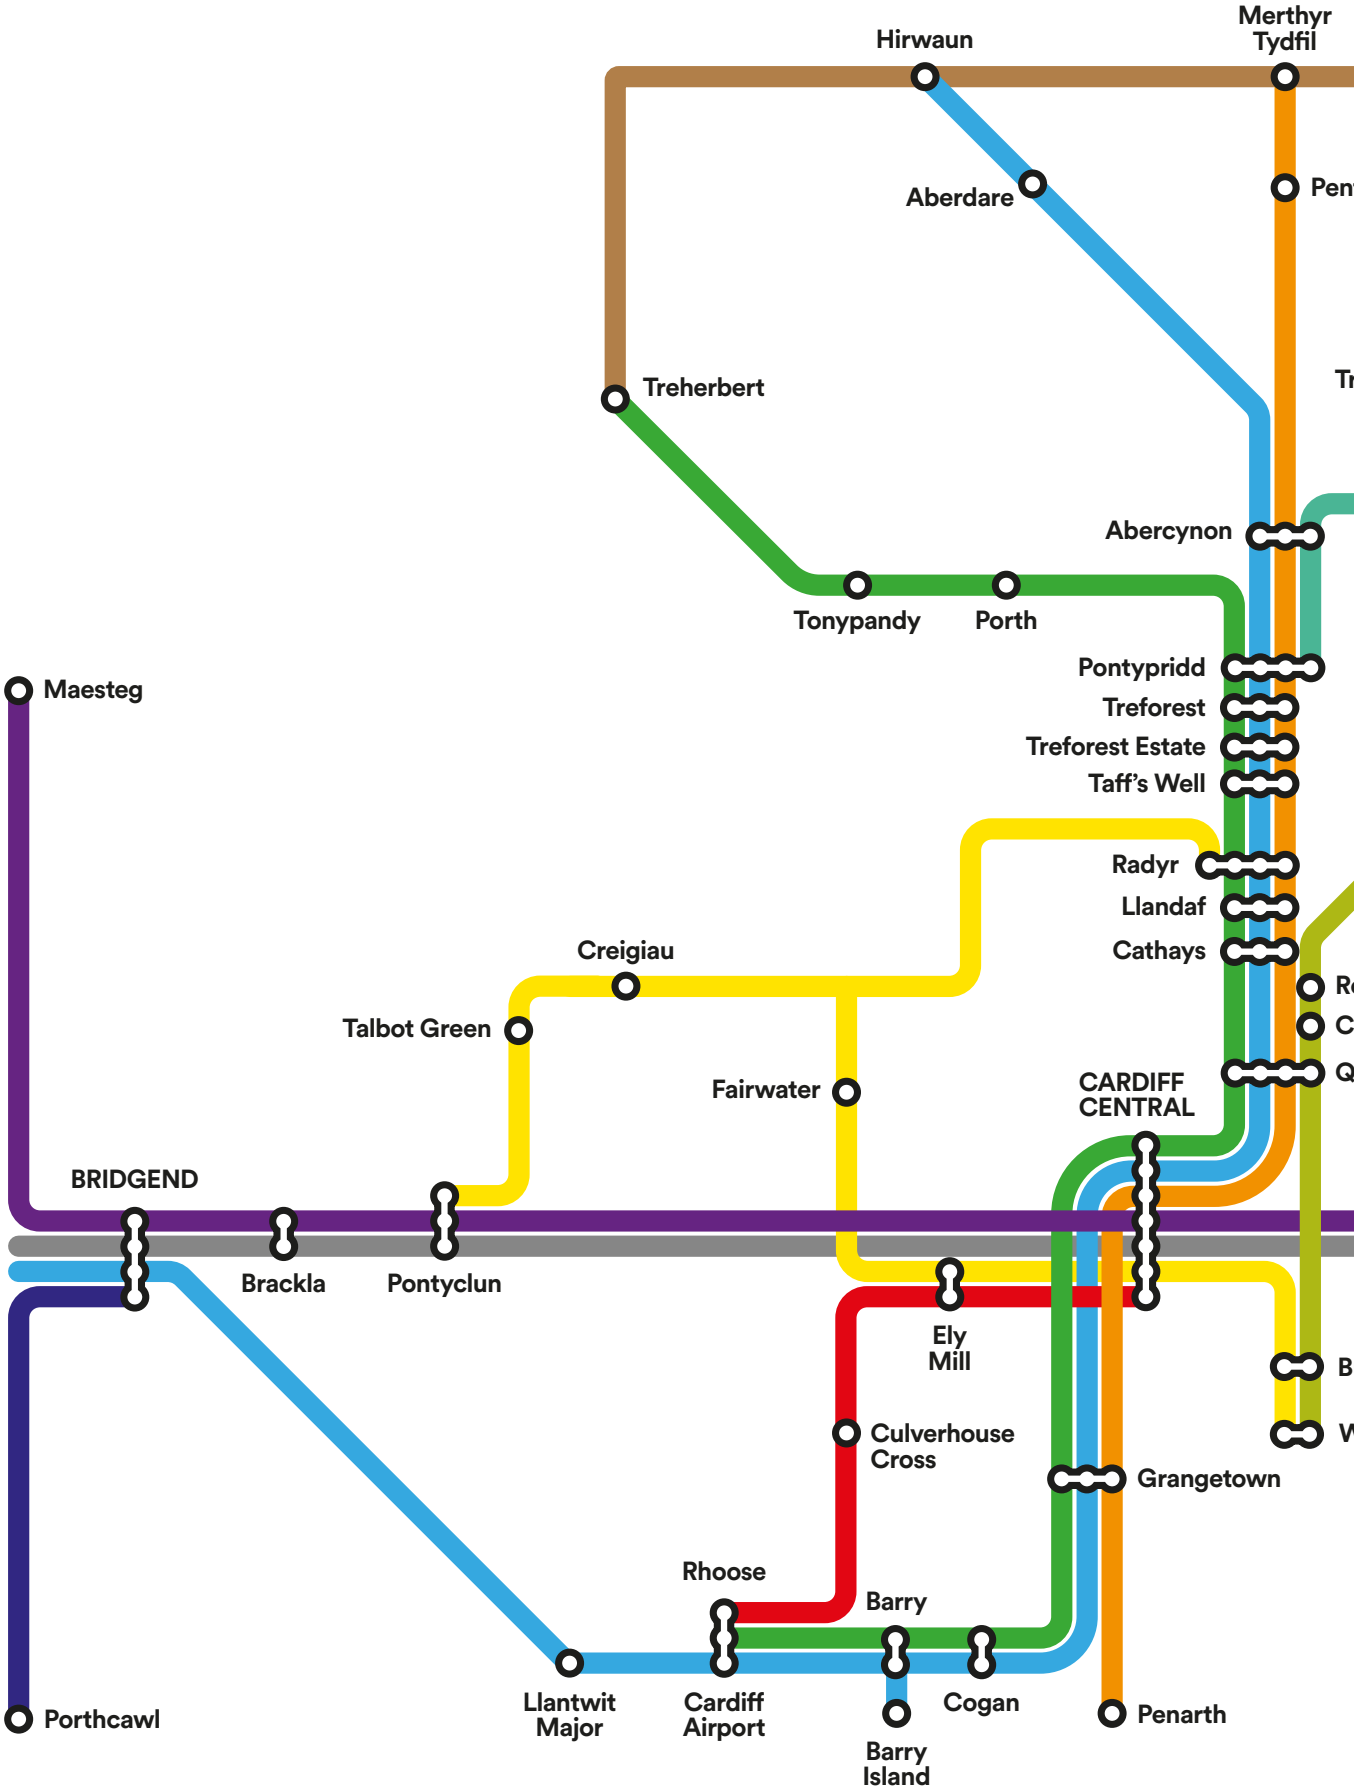 Merthyr
Tydfil
Hirwaun
Aberdare
Treherbert
Abercynon
Tonypandy
Porth
Pontypridd
Maesteg
Treforest
Treforest Estate
Taff's Well
Radyr
Llandaf
Creigiau
Cathays
Talbot Green
Fairwater
CARDIFF
CENTRAL
BRIDGEND
Brackla
Pontyclun
Ely
Mill
Culverhouse
Cross
Grangetown
Rhoose
Barry
Llantwit
Major
Cardiff
Airport
Cogan
Penarth
Porthcawl
Barry
Island